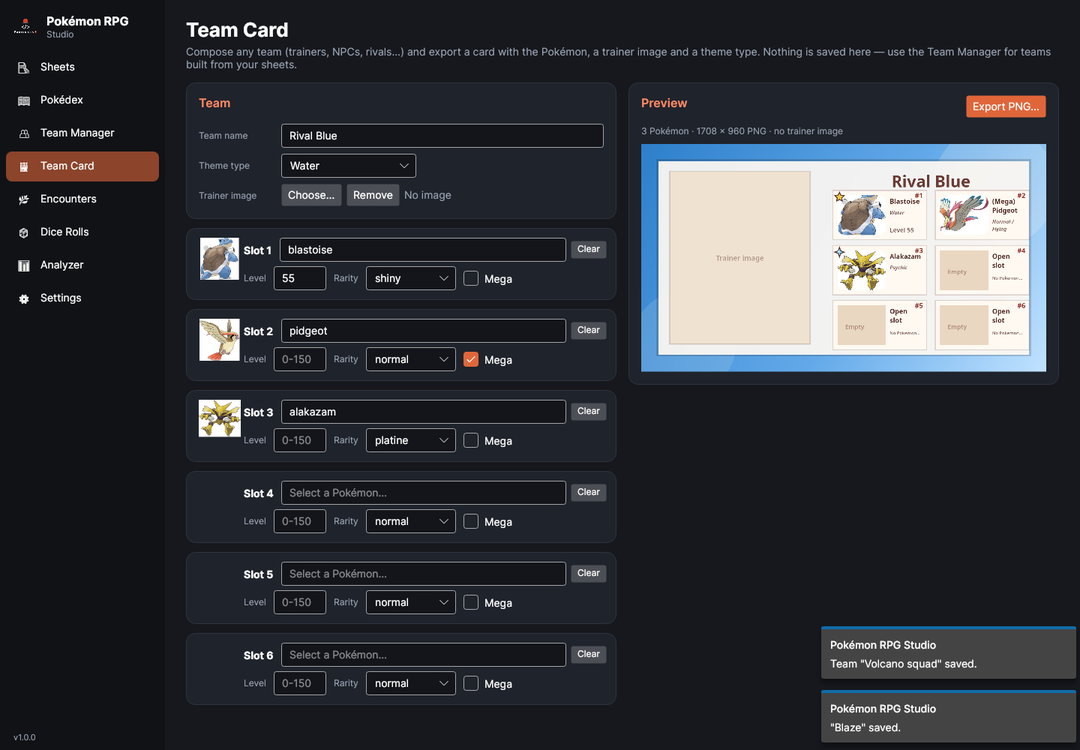 Pokémon RPG
Studio
Sheets
Pokédex
Team Manager
Team Card
Encounters
Dice Rolls
Analyzer
Settings
v1.0.0
Team Card
Compose any team (trainers, NPCs, rivals...) and export a card with the Pokémon, a trainer image and a theme type. Nothing is saved here — use the Team Manager for teams
built from your sheets.
Team
Team name
Rival Blue
Theme type
Water
Trainer image
Choose...
Remove
No image
Slot 1
blastoise
Clear
Level
55
Rarity
shiny
Mega
Slot 2
pidgeot
Clear
Level
0-150
Rarity
normal
Mega
Slot 3
alakazam
Clear
Level
0-150
Rarity
platine
Mega
Slot 4
Select a Pokémon...
Clear
Level
0-150
Rarity
normal
Mega
Slot 5
Select a Pokémon...
Clear
Level
0-150
Rarity
normal
Mega
Slot 6
Select a Pokémon...
Clear
Level
0-150
Rarity
normal
Mega
Preview
Export PNG...
3 Pokémon · 1708 × 960 PNG · no trainer image
Rival Blue
Trainer image
#1
Blastoise
Water
Level 55
#2
(Mega)
Pidgeot
Normal /
#3
Alakazam
Psychic
#4
Empty
Open
slot
No Pokemon...
#5
Empty
Open
slot
No Pokemon...
#6
Empty
Open
slot
No Pokemon...
Pokémon RPG Studio
Team "Volcano squad" saved.
Pokémon RPG Studio
"Blaze" saved.